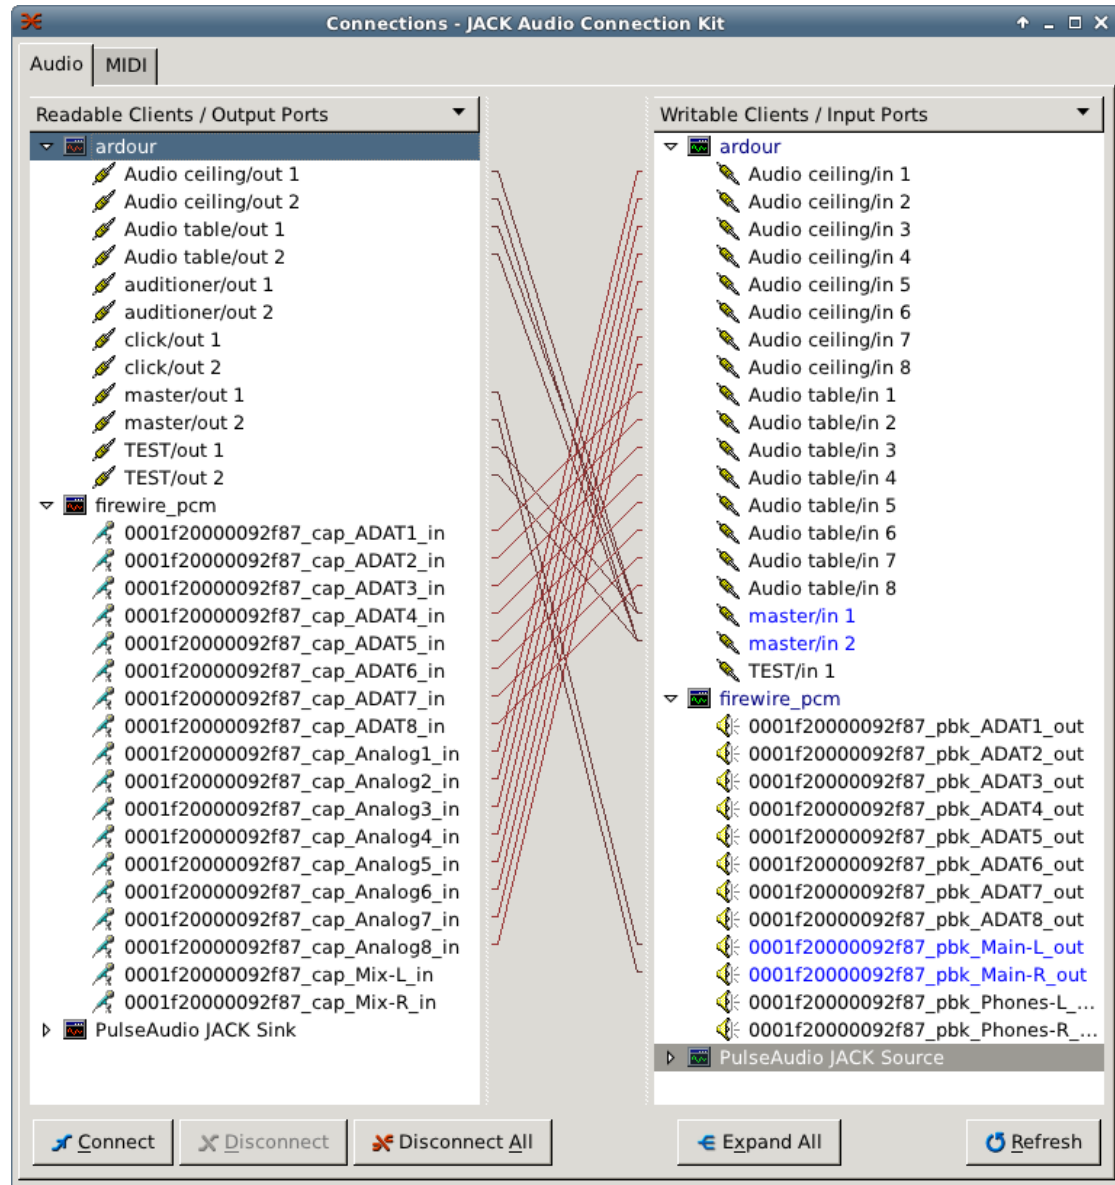 Connections - JACK Audio Connection Kit
Audio
MIDI
Readable Clients / Output Ports
ardour
Audio ceiling/out 1
Audio ceiling/out 2
Audio table/out 1
Audio table/out 2
auditioner/out 1
auditioner/out 2
click/out 1
click/out 2
master/out 1
master/out 2
TEST/out 1
TEST/out 2
firewire_pcm
0001f20000092f87_cap_ADAT1_in
0001f20000092f87_cap_ADAT2_in
0001f20000092f87_cap_ADAT3_in
0001f20000092f87_cap_ADAT4_in
0001f20000092f87_cap_ADAT5_in
0001f20000092f87_cap_ADAT6_in
0001f20000092f87_cap_ADAT7_in
0001f20000092f87_cap_ADAT8_in
0001f20000092f87_cap_Analog1_in
0001f20000092f87_cap_Analog2_in
0001f20000092f87_cap_Analog3_in
0001f20000092f87_cap_Analog4_in
0001f20000092f87_cap_Analog5_in
0001f20000092f87_cap_Analog6_in
0001f20000092f87_cap_Analog7_in
0001f20000092f87_cap_Analog8_in
0001f20000092f87_cap_Mix-L_in
0001f20000092f87_cap_Mix-R_in
PulseAudio JACK Sink
Writable Clients / Input Ports
ardour
Audio ceiling/in 1
Audio ceiling/in 2
Audio ceiling/in 3
Audio ceiling/in 4
Audio ceiling/in 5
Audio ceiling/in 6
Audio ceiling/in 7
Audio ceiling/in 8
Audio table/in 1
Audio table/in 2
Audio table/in 3
Audio table/in 4
Audio table/in 5
Audio table/in 6
Audio table/in 7
Audio table/in 8
master/in 1
master/in 2
TEST/in 1
firewire_pcm
0001f20000092f87_pbk_ADAT1_out
0001f20000092f87_pbk_ADAT2_out
0001f20000092f87_pbk_ADAT3_out
0001f20000092f87_pbk_ADAT4_out
0001f20000092f87_pbk_ADAT5_out
0001f20000092f87_pbk_ADAT6_out
0001f20000092f87_pbk_ADAT7_out
0001f20000092f87_pbk_ADAT8_out
0001f20000092f87_pbk_Main-L_out
0001f20000092f87_pbk_Main-R_out
0001f20000092f87_pbk_Phones-L_...
0001f20000092f87_pbk_Phones-R_...
PulseAudio JACK Source
Connect
Disconnect
Disconnect All
Expand All
Refresh